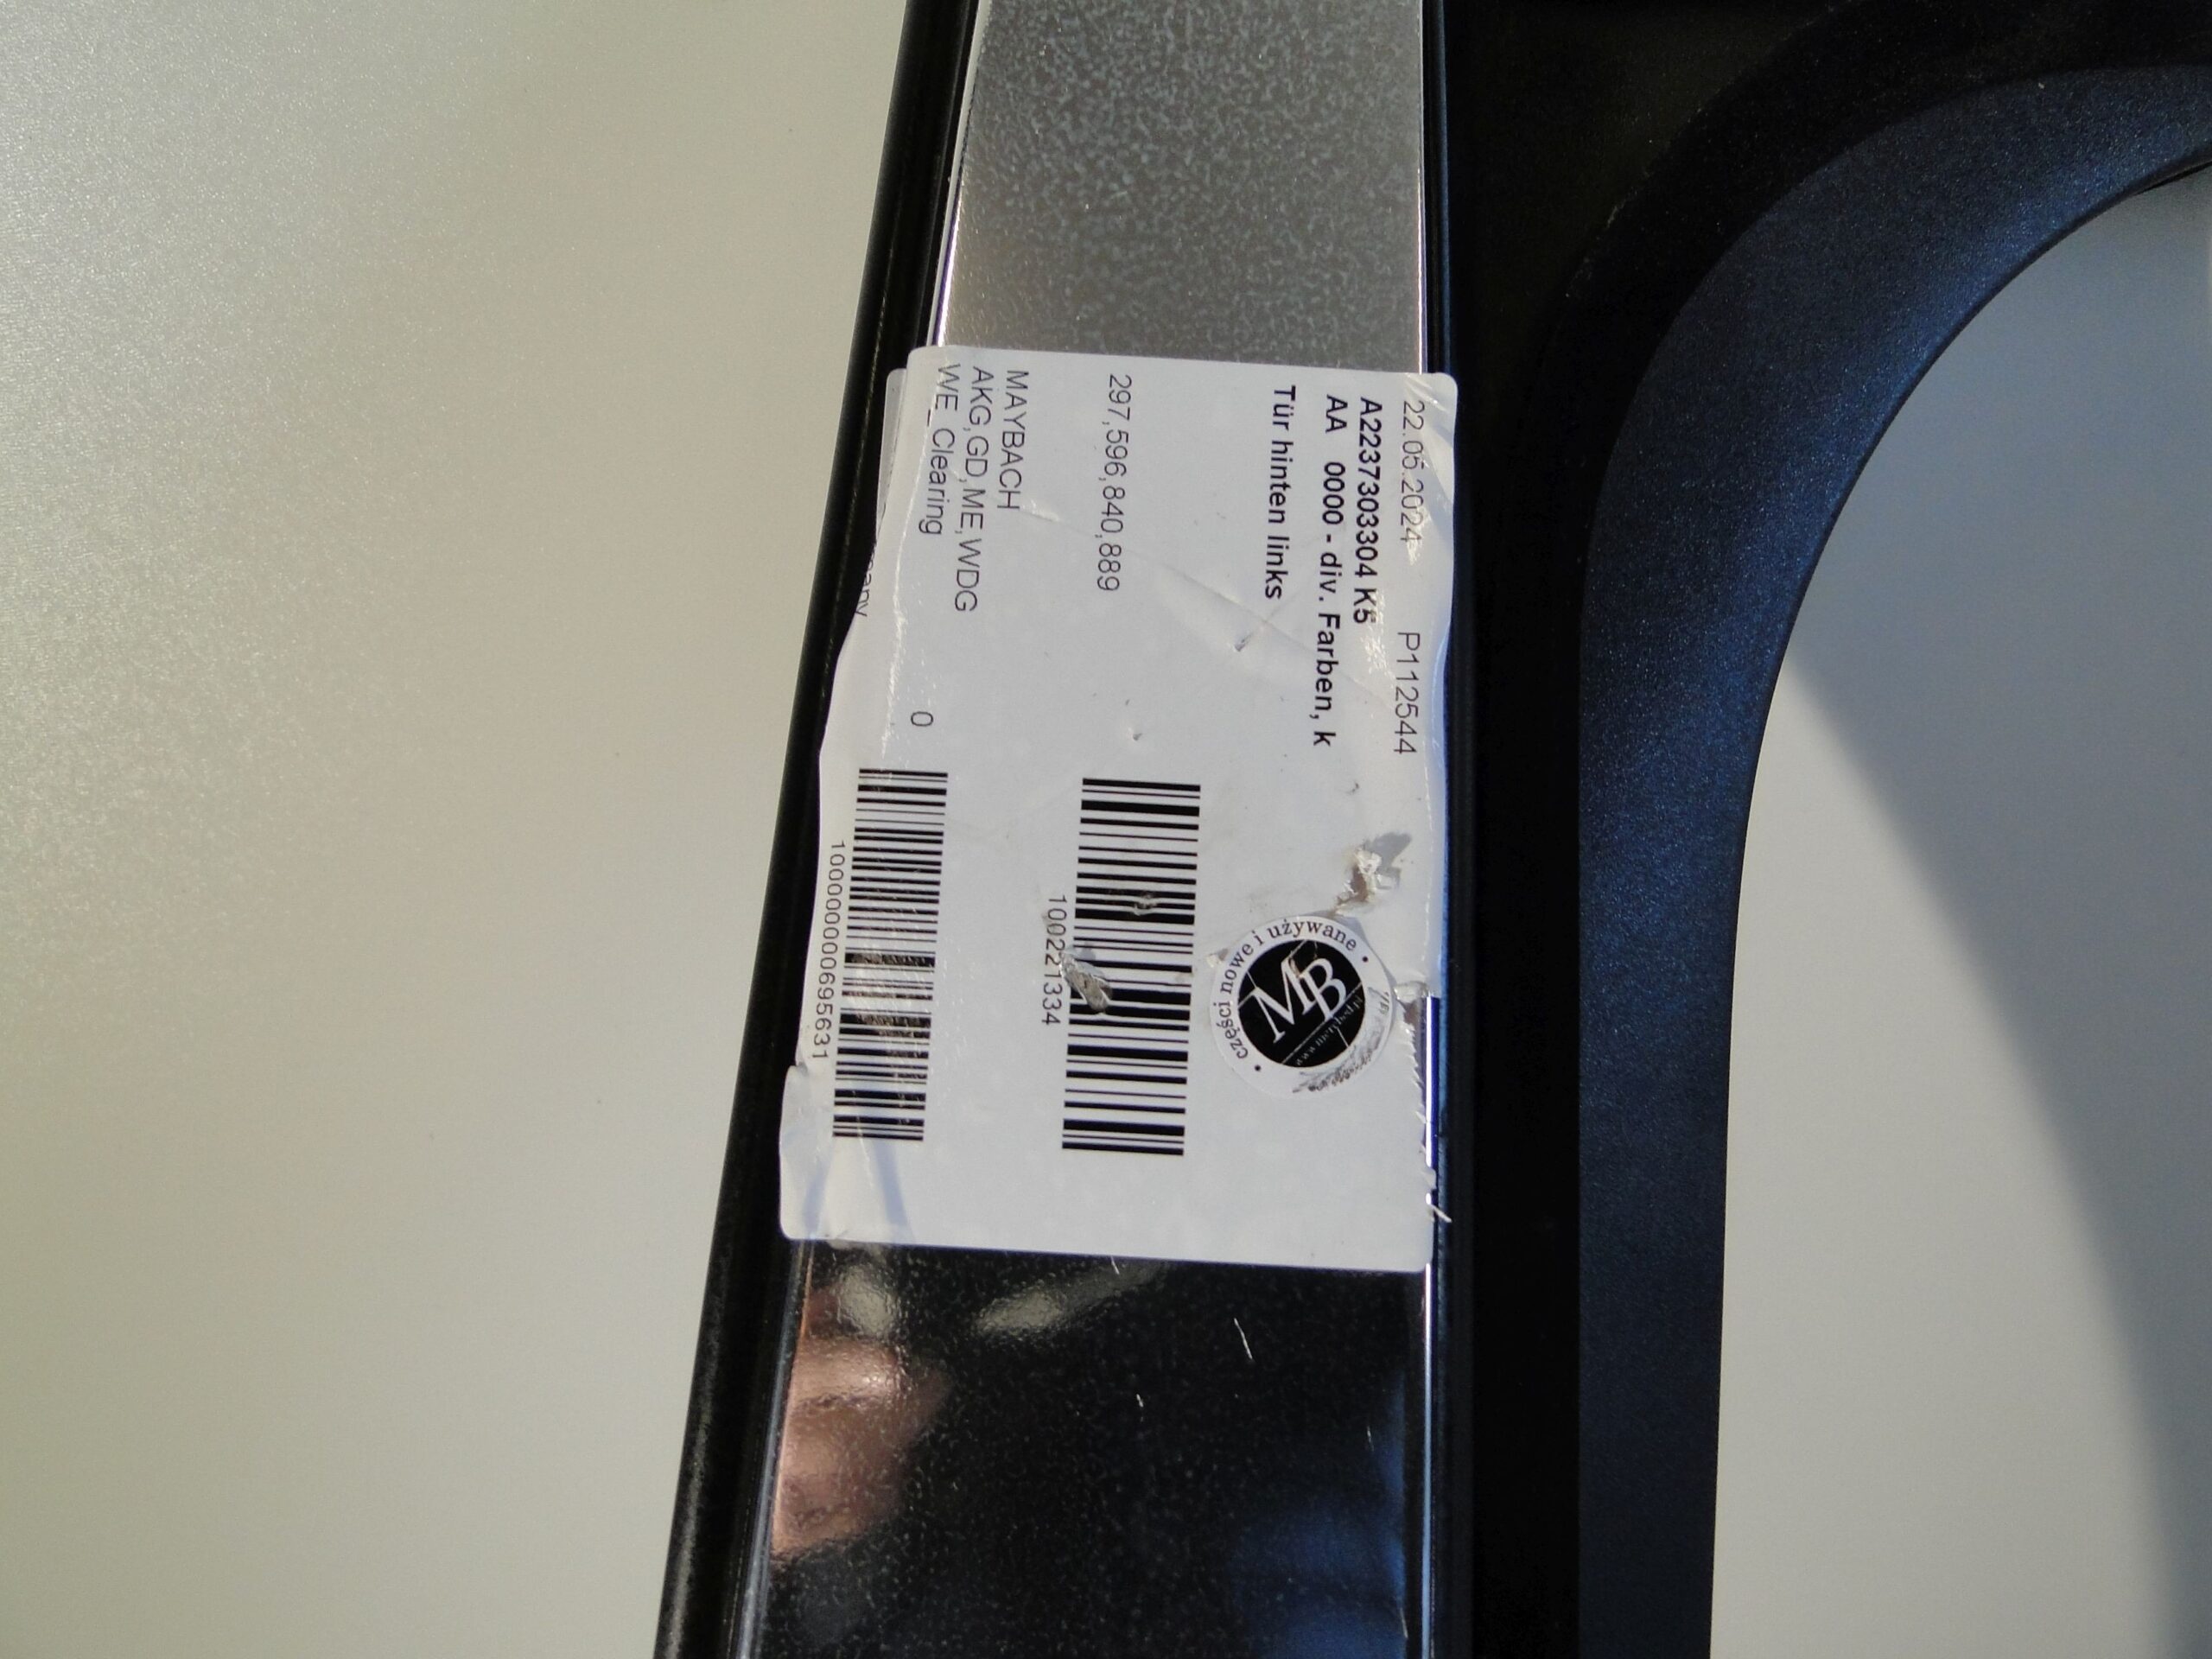 22.05.2024 P112544
A2237303304 K5
AA 0000 - div. Farben, k
Tür hinten links
297,596,840,889
100221334
MAYBACH
AKG,GD,ME,WDG
WE_Clearing 0
1000000000695631
• części nowe i używane •
MB